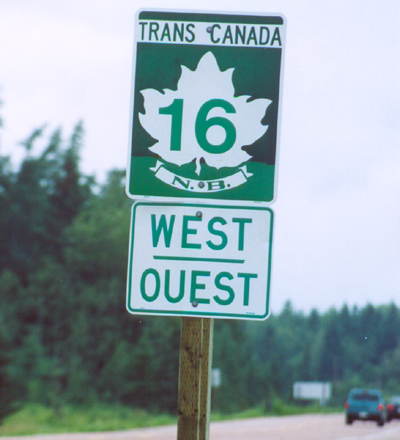 TRANS CANADA
16
N.B.
WEST
OUEST